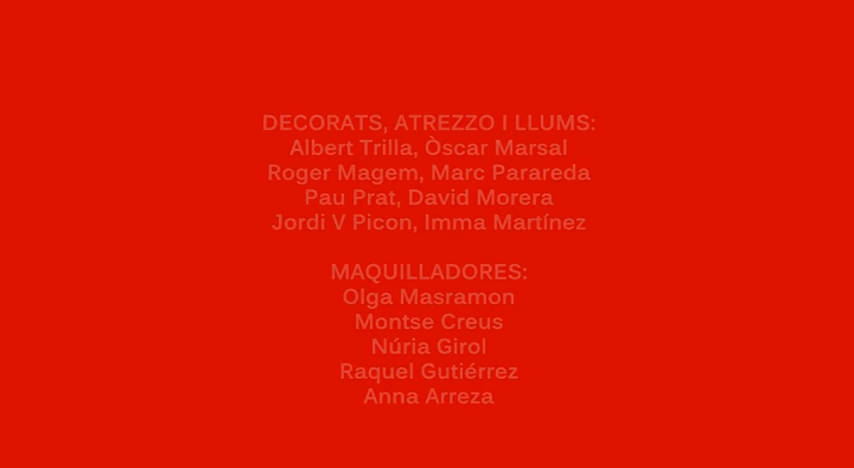 DECORATS, ATREZZO I LLUMS:
Albert Trilla, Òscar Marsal
Roger Magem, Marc Parareda
Pau Prat, David Morera
Jordi V Picon, Imma Martínez
MAQUILLADORES:
Olga Masramon
Montse Creus
Núria Girol
Raquel Gutiérrez
Anna Arreza